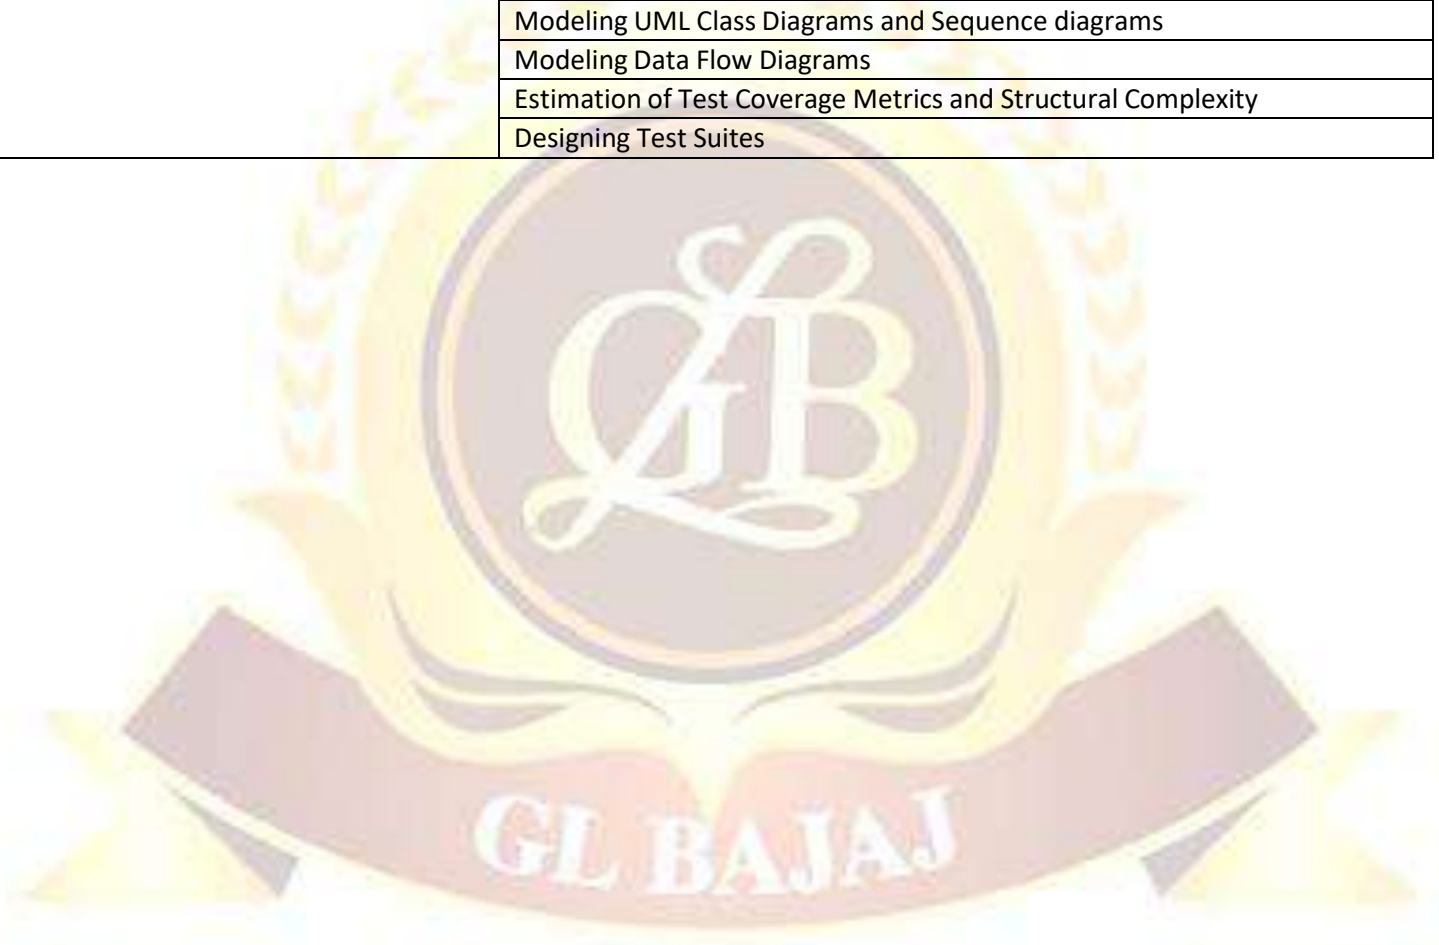 Modeling UML Class Diagrams and Sequence diagrams
Modeling Data Flow Diagrams
Estimation of Test Coverage Metrics and Structural Complexity
Designing Test Suites
GLB
GL BAJAJ